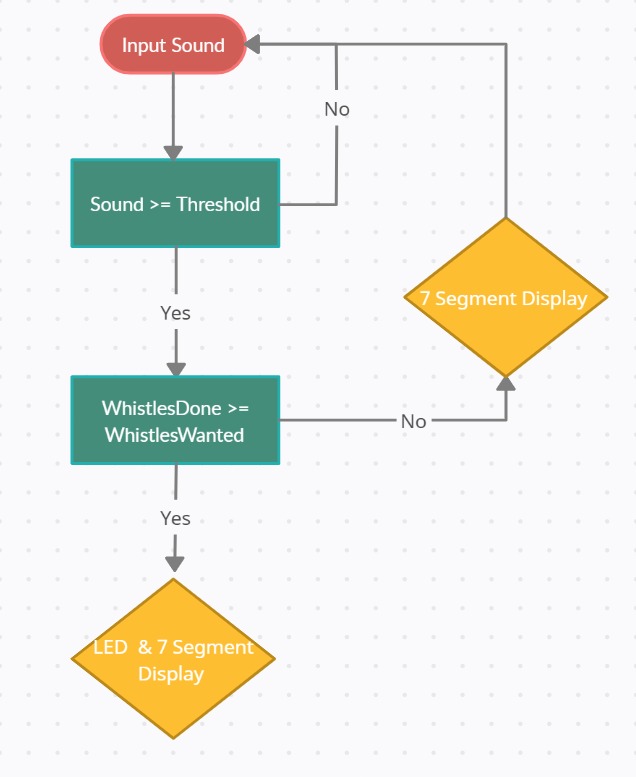 Input Sound
No
Sound >= Threshold
7 Segment Display
Yes
WhistlesDone >=
WhistlesWanted
No
Yes
LED & 7 Segment
Display